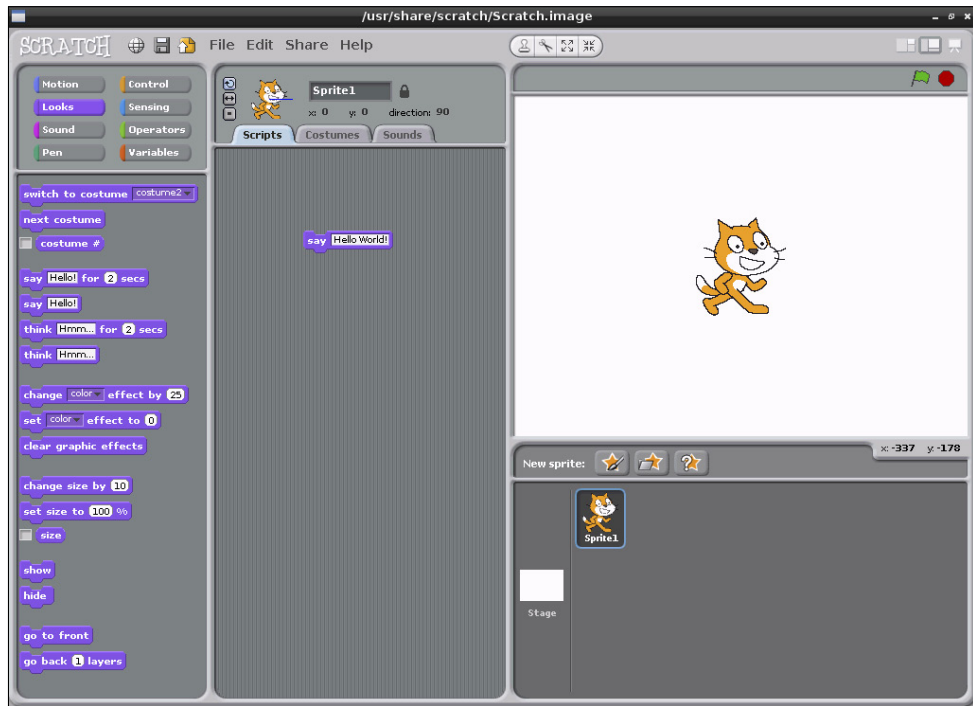 /usr/share/scratch/Scratch.image
SCRATCH File Edit Share Help
Motion Control
Looks Sensing
Sound Operators
Pen Variables
switch to costume costume2
next costume
costume #
say Hello! for 2 secs
say Hello!
think Hmm... for 2 secs
think Hmm...
change color effect by 25
set color effect to 0
clear graphic effects
change size by 10
set size to 100 %
size
show
hide
go to front
go back 1 layers
Sprite1
x: 0 y: 0 direction: 90
Scripts Costumes Sounds
say Hello World!
x: -337 y: -178
New sprite:
Sprite1
Stage